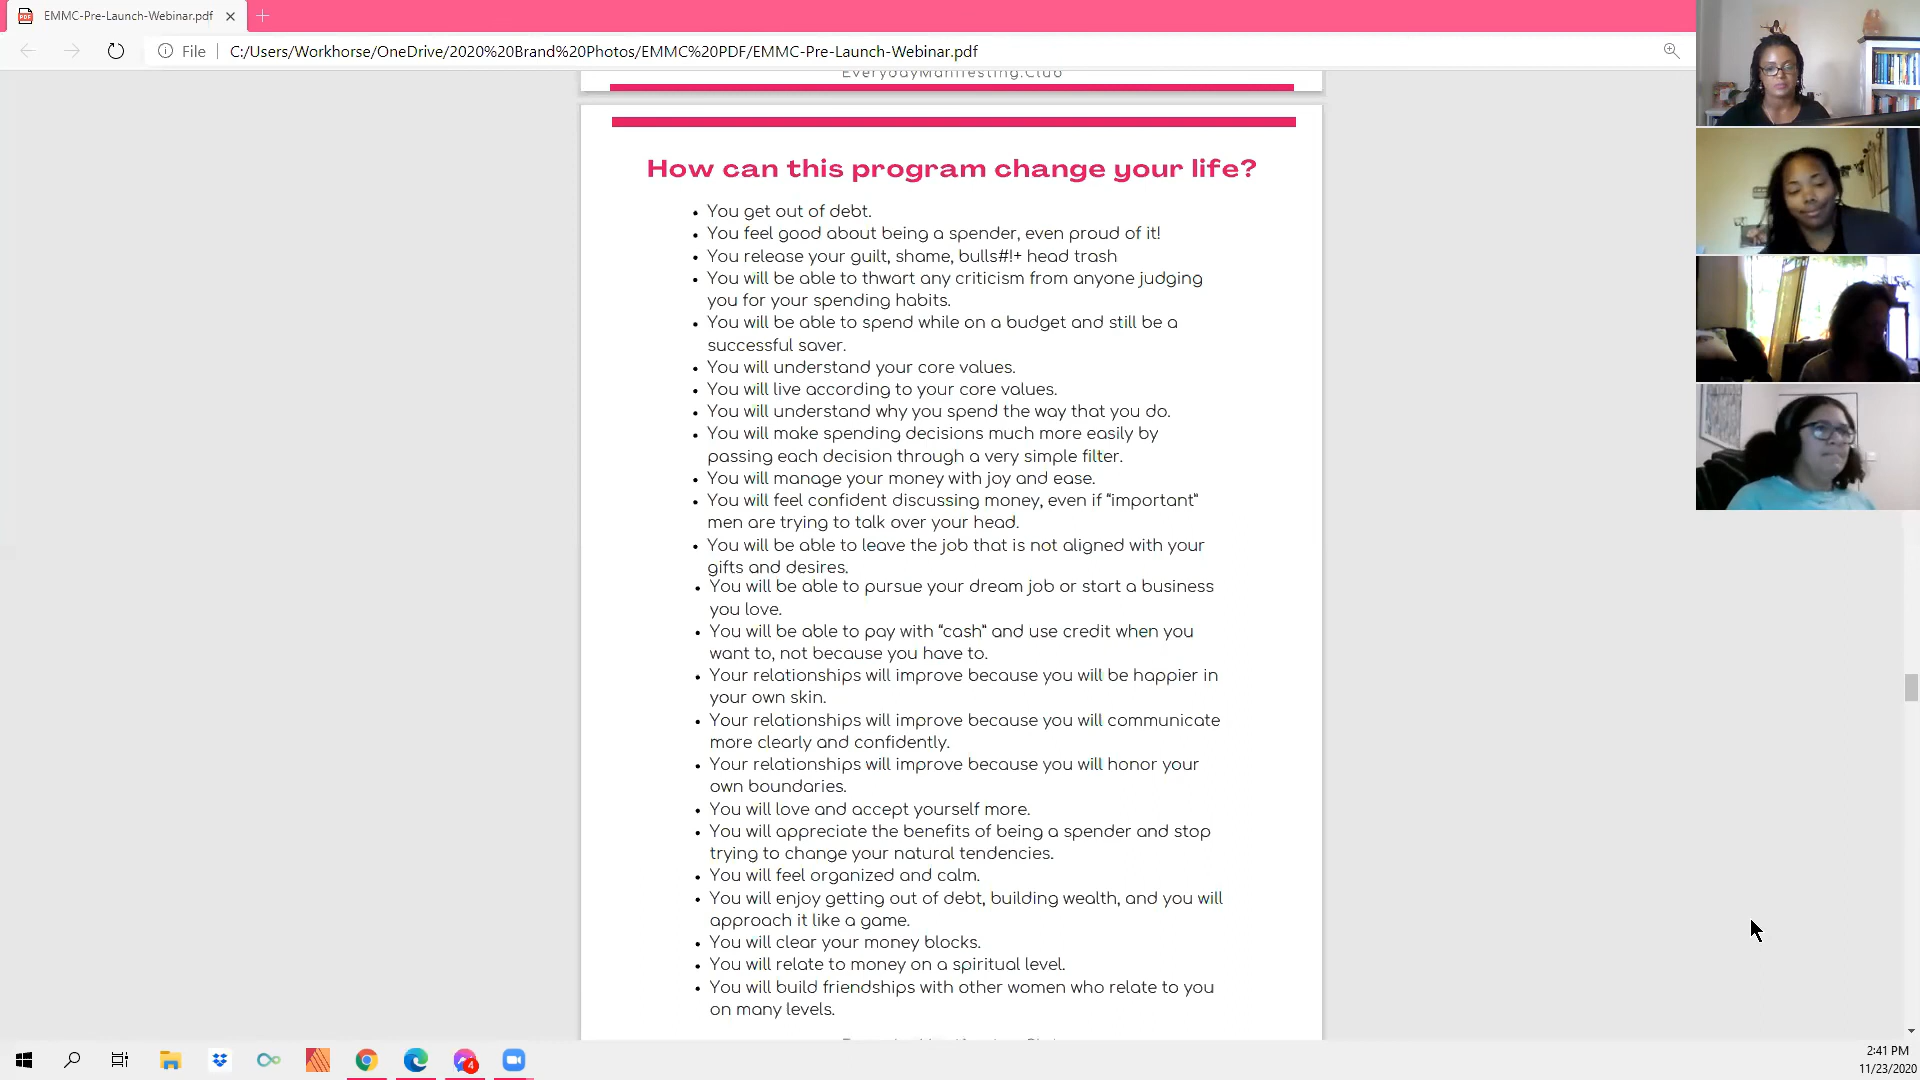 EMMC-Pre-Launch-Webinar.pdf
File
C:/Users/Workhorse/OneDrive/2020%20Brand%20Photos/EMMC%20PDF/EMMC-Pre-Launch-Webinar.pdf
EverydayManifesting.Club
How can this program change your life?
• You get out of debt.
• You feel good about being a spender, even proud of it!
• You release your guilt, shame, bulls#!+ head trash
• You will be able to thwart any criticism from anyone judging
you for your spending habits.
• You will be able to spend while on a budget and still be a
successful saver.
• You will understand your core values.
• You will live according to your core values.
• You will understand why you spend the way that you do.
• You will make spending decisions much more easily by
passing each decision through a very simple filter.
• You will manage your money with joy and ease.
• You will feel confident discussing money, even if “important”
men are trying to talk over your head.
• You will be able to leave the job that is not aligned with your
gifts and desires.
• You will be able to pursue your dream job or start a business
you love.
• You will be able to pay with “cash” and use credit when you
want to, not because you have to.
• Your relationships will improve because you will be happier in
your own skin.
• Your relationships will improve because you will communicate
more clearly and confidently.
• Your relationships will improve because you will honor your
own boundaries.
• You will love and accept yourself more.
• You will appreciate the benefits of being a spender and stop
trying to change your natural tendencies.
• You will feel organized and calm.
• You will enjoy getting out of debt, building wealth, and you will
approach it like a game.
• You will clear your money blocks.
• You will relate to money on a spiritual level.
• You will build friendships with other women who relate to you
on many levels.
4
2:41 PM
11/23/2020